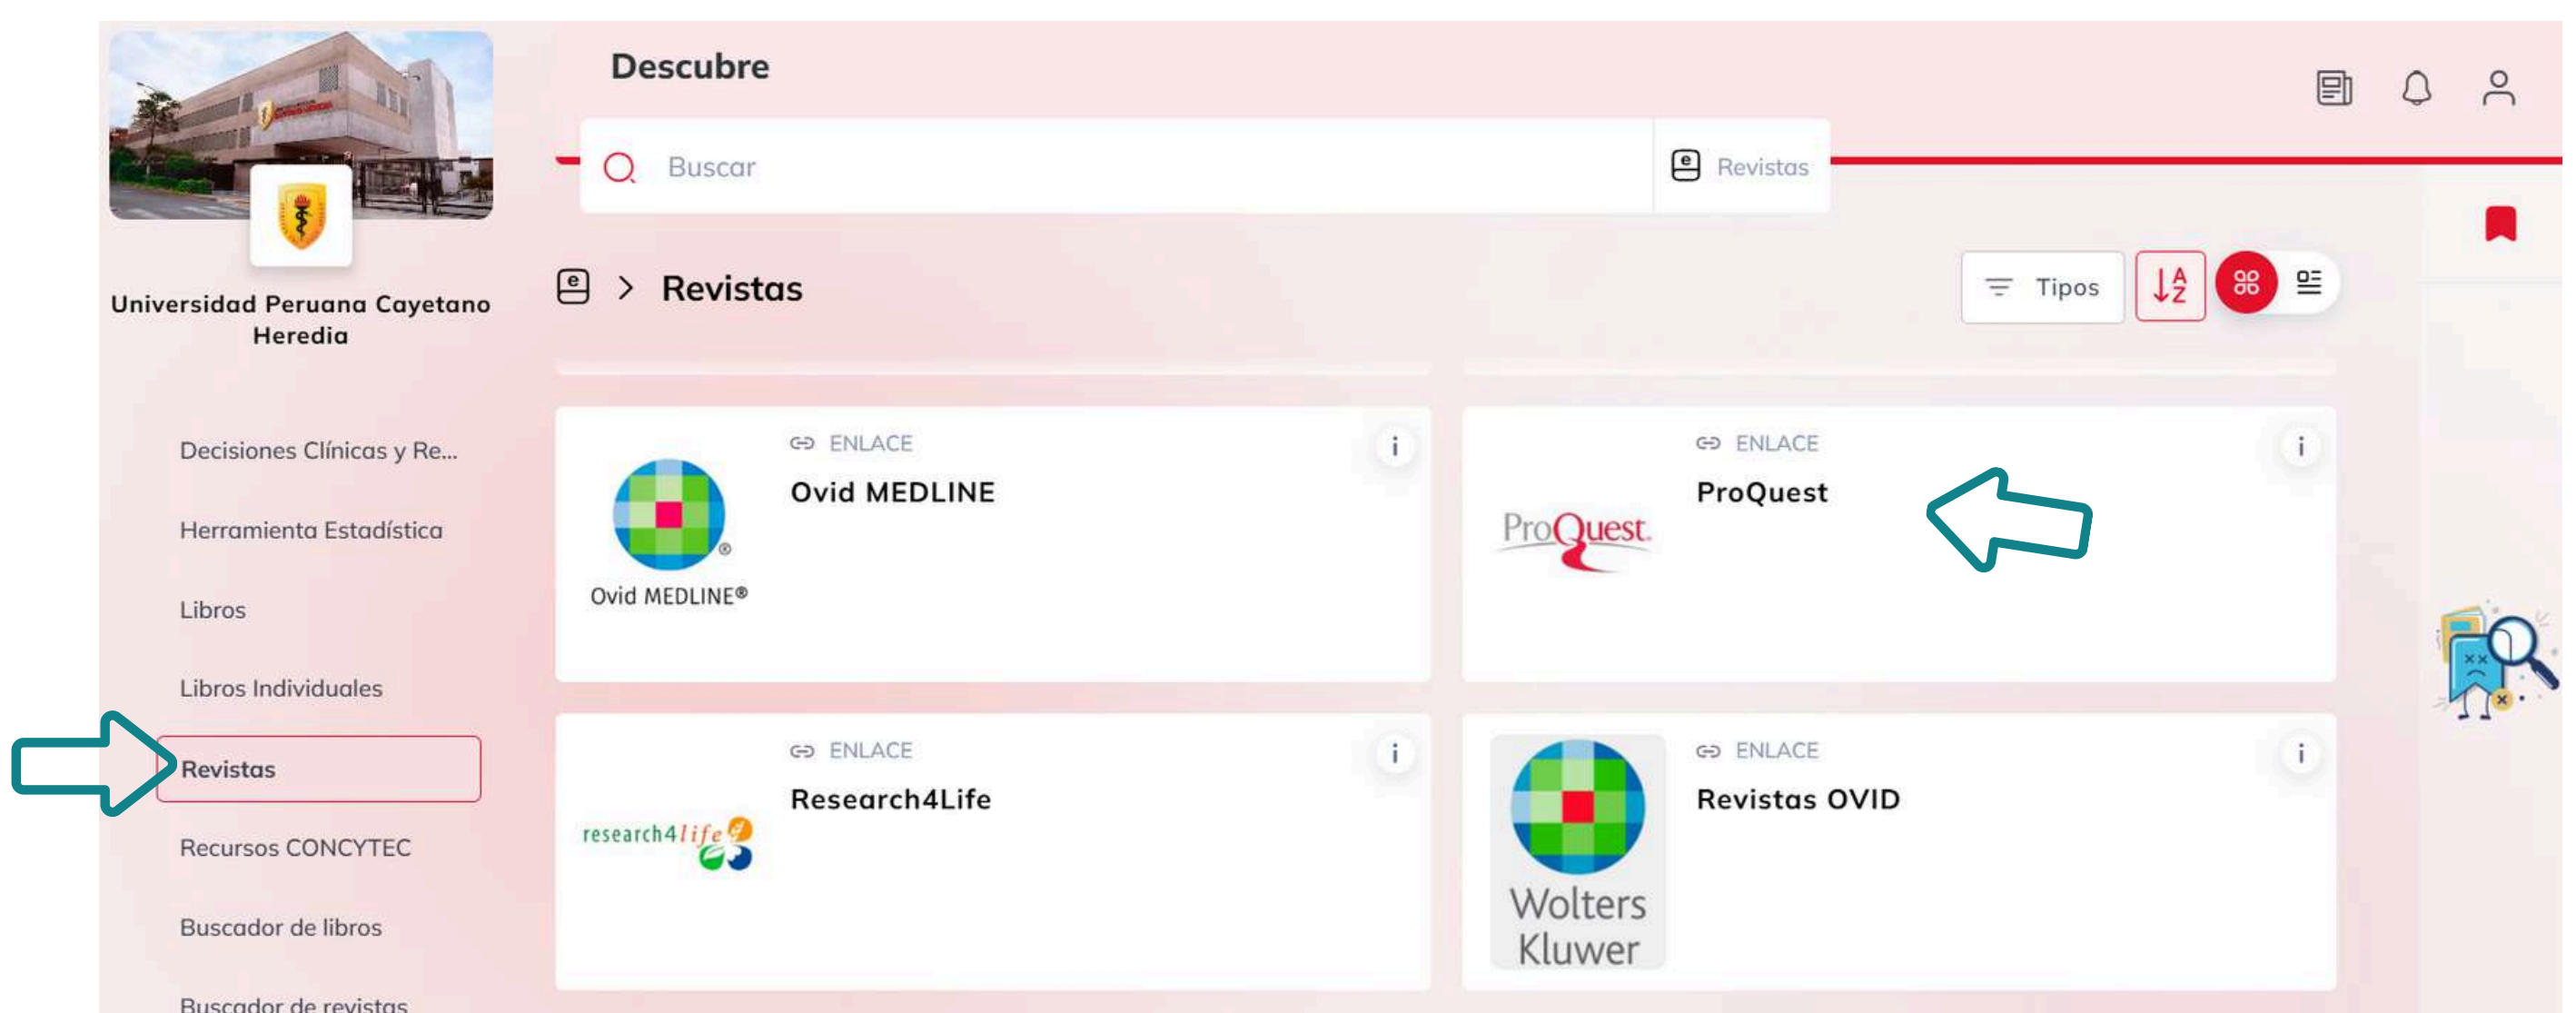 Descubre
Buscar
Revistas
Universidad Peruana Cayetano
Heredia
Revistas
Tipos
Decisiones Clínicas y Re...
Herramienta Estadística
Libros
Libros Individuales
Revistas
Recursos CONCYTEC
Buscador de libros
Buscador de revistas
ENLACE
Ovid MEDLINE
Ovid MEDLINE®
ENLACE
ProQuest
ProQuest.
ENLACE
Research4Life
research4life
ENLACE
Revistas OVID
Wolters
Kluwer